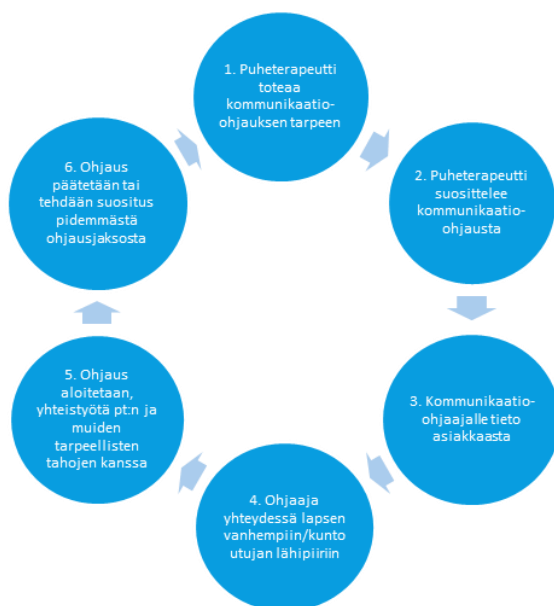 1. Puheterapeutti
toteaa
kommunikaatio-
ohjauksen tarpeen
2. Puheterapeutti
suosittelee
kommunikaatio-
ohjausta
3. Kommunikaatio-
ohjaajalle tieto
asiakkaasta
4. Ohjaaja
yhteydessä lapsen
vanhempiin/kunto
utujan lähipiiriin
5. Ohjaus
aloitetaan,
yhteistyötä pt:n ja
muiden
tarpeellisten
tahojen kanssa
6. Ohjaus
päätetään tai
tehdään suositus
pidemmästä
ohjausjaksosta